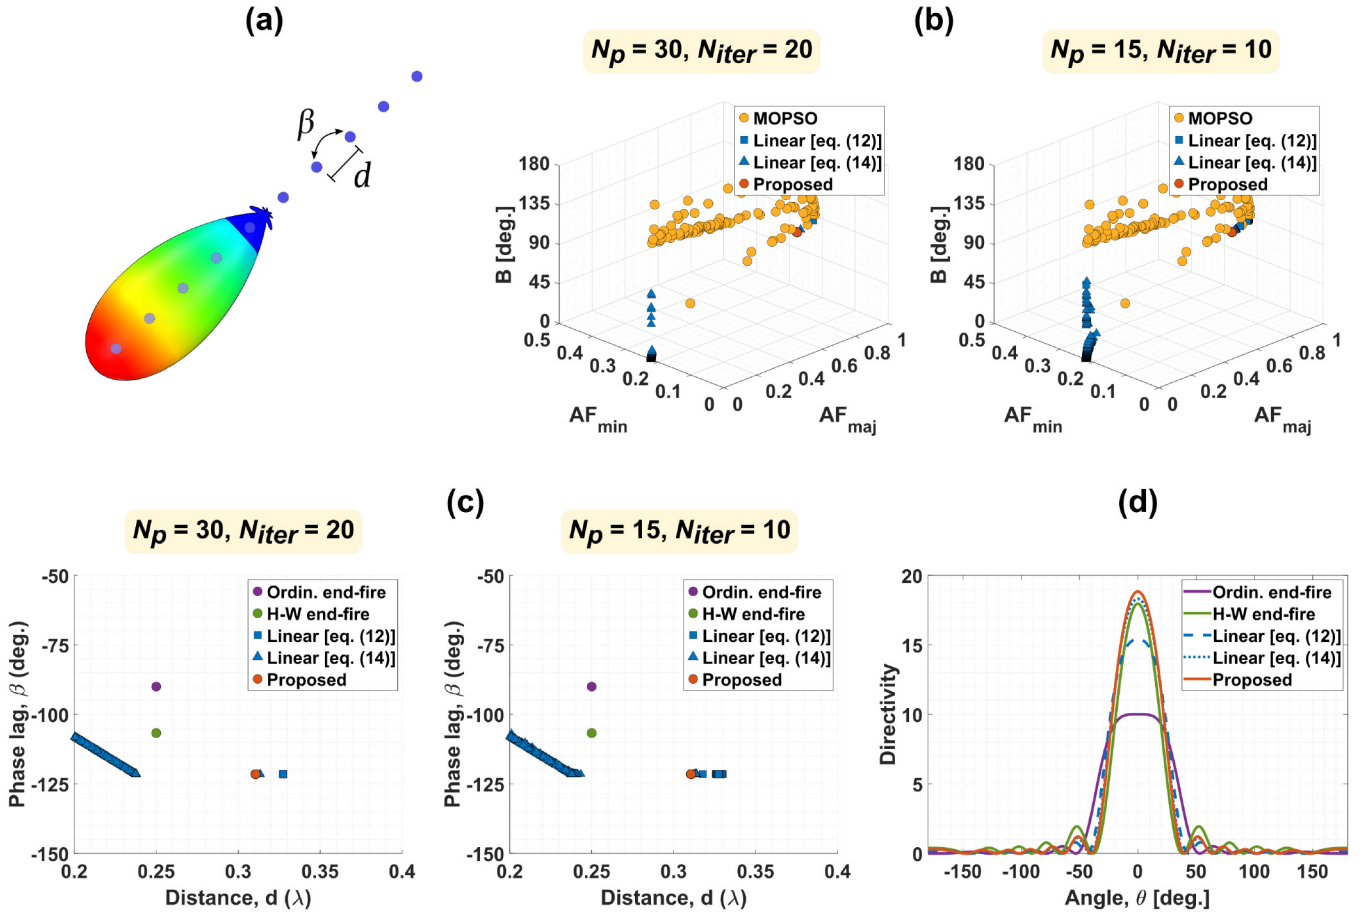 (a)
β
d
(b)
Np = 30, Niter = 20
MOPSO
Linear [eq. (12)]
Linear [eq. (14)]
Proposed
B [deg.]
180
135
90
45
0
0.5
0.4
0.3
0.2
0.1
0
AFmin
0
0.2
0.4
0.6
0.8
1
AFmaj
Np = 15, Niter = 10
MOPSO
Linear [eq. (12)]
Linear [eq. (14)]
Proposed
B [deg.]
180
135
90
45
0
0.5
0.4
0.3
0.2
0.1
0
AFmin
0
0.2
0.4
0.6
0.8
1
AFmaj
(c)
Np = 30, Niter = 20
Ordin. end-fire
H-W end-fire
Linear [eq. (12)]
Linear [eq. (14)]
Proposed
Phase lag, β (deg.)
-50
-75
-100
-125
-150
0.2
0.25
0.3
0.35
0.4
Distance, d (λ)
Np = 15, Niter = 10
Ordin. end-fire
H-W end-fire
Linear [eq. (12)]
Linear [eq. (14)]
Proposed
Phase lag, β (deg.)
-50
-75
-100
-125
-150
0.2
0.25
0.3
0.35
0.4
Distance, d (λ)
(d)
Ordin. end-fire
H-W end-fire
Linear [eq. (12)]
Linear [eq. (14)]
Proposed
Directivity
20
15
10
5
0
-150
-100
-50
0
50
100
150
Angle, θ [deg.]